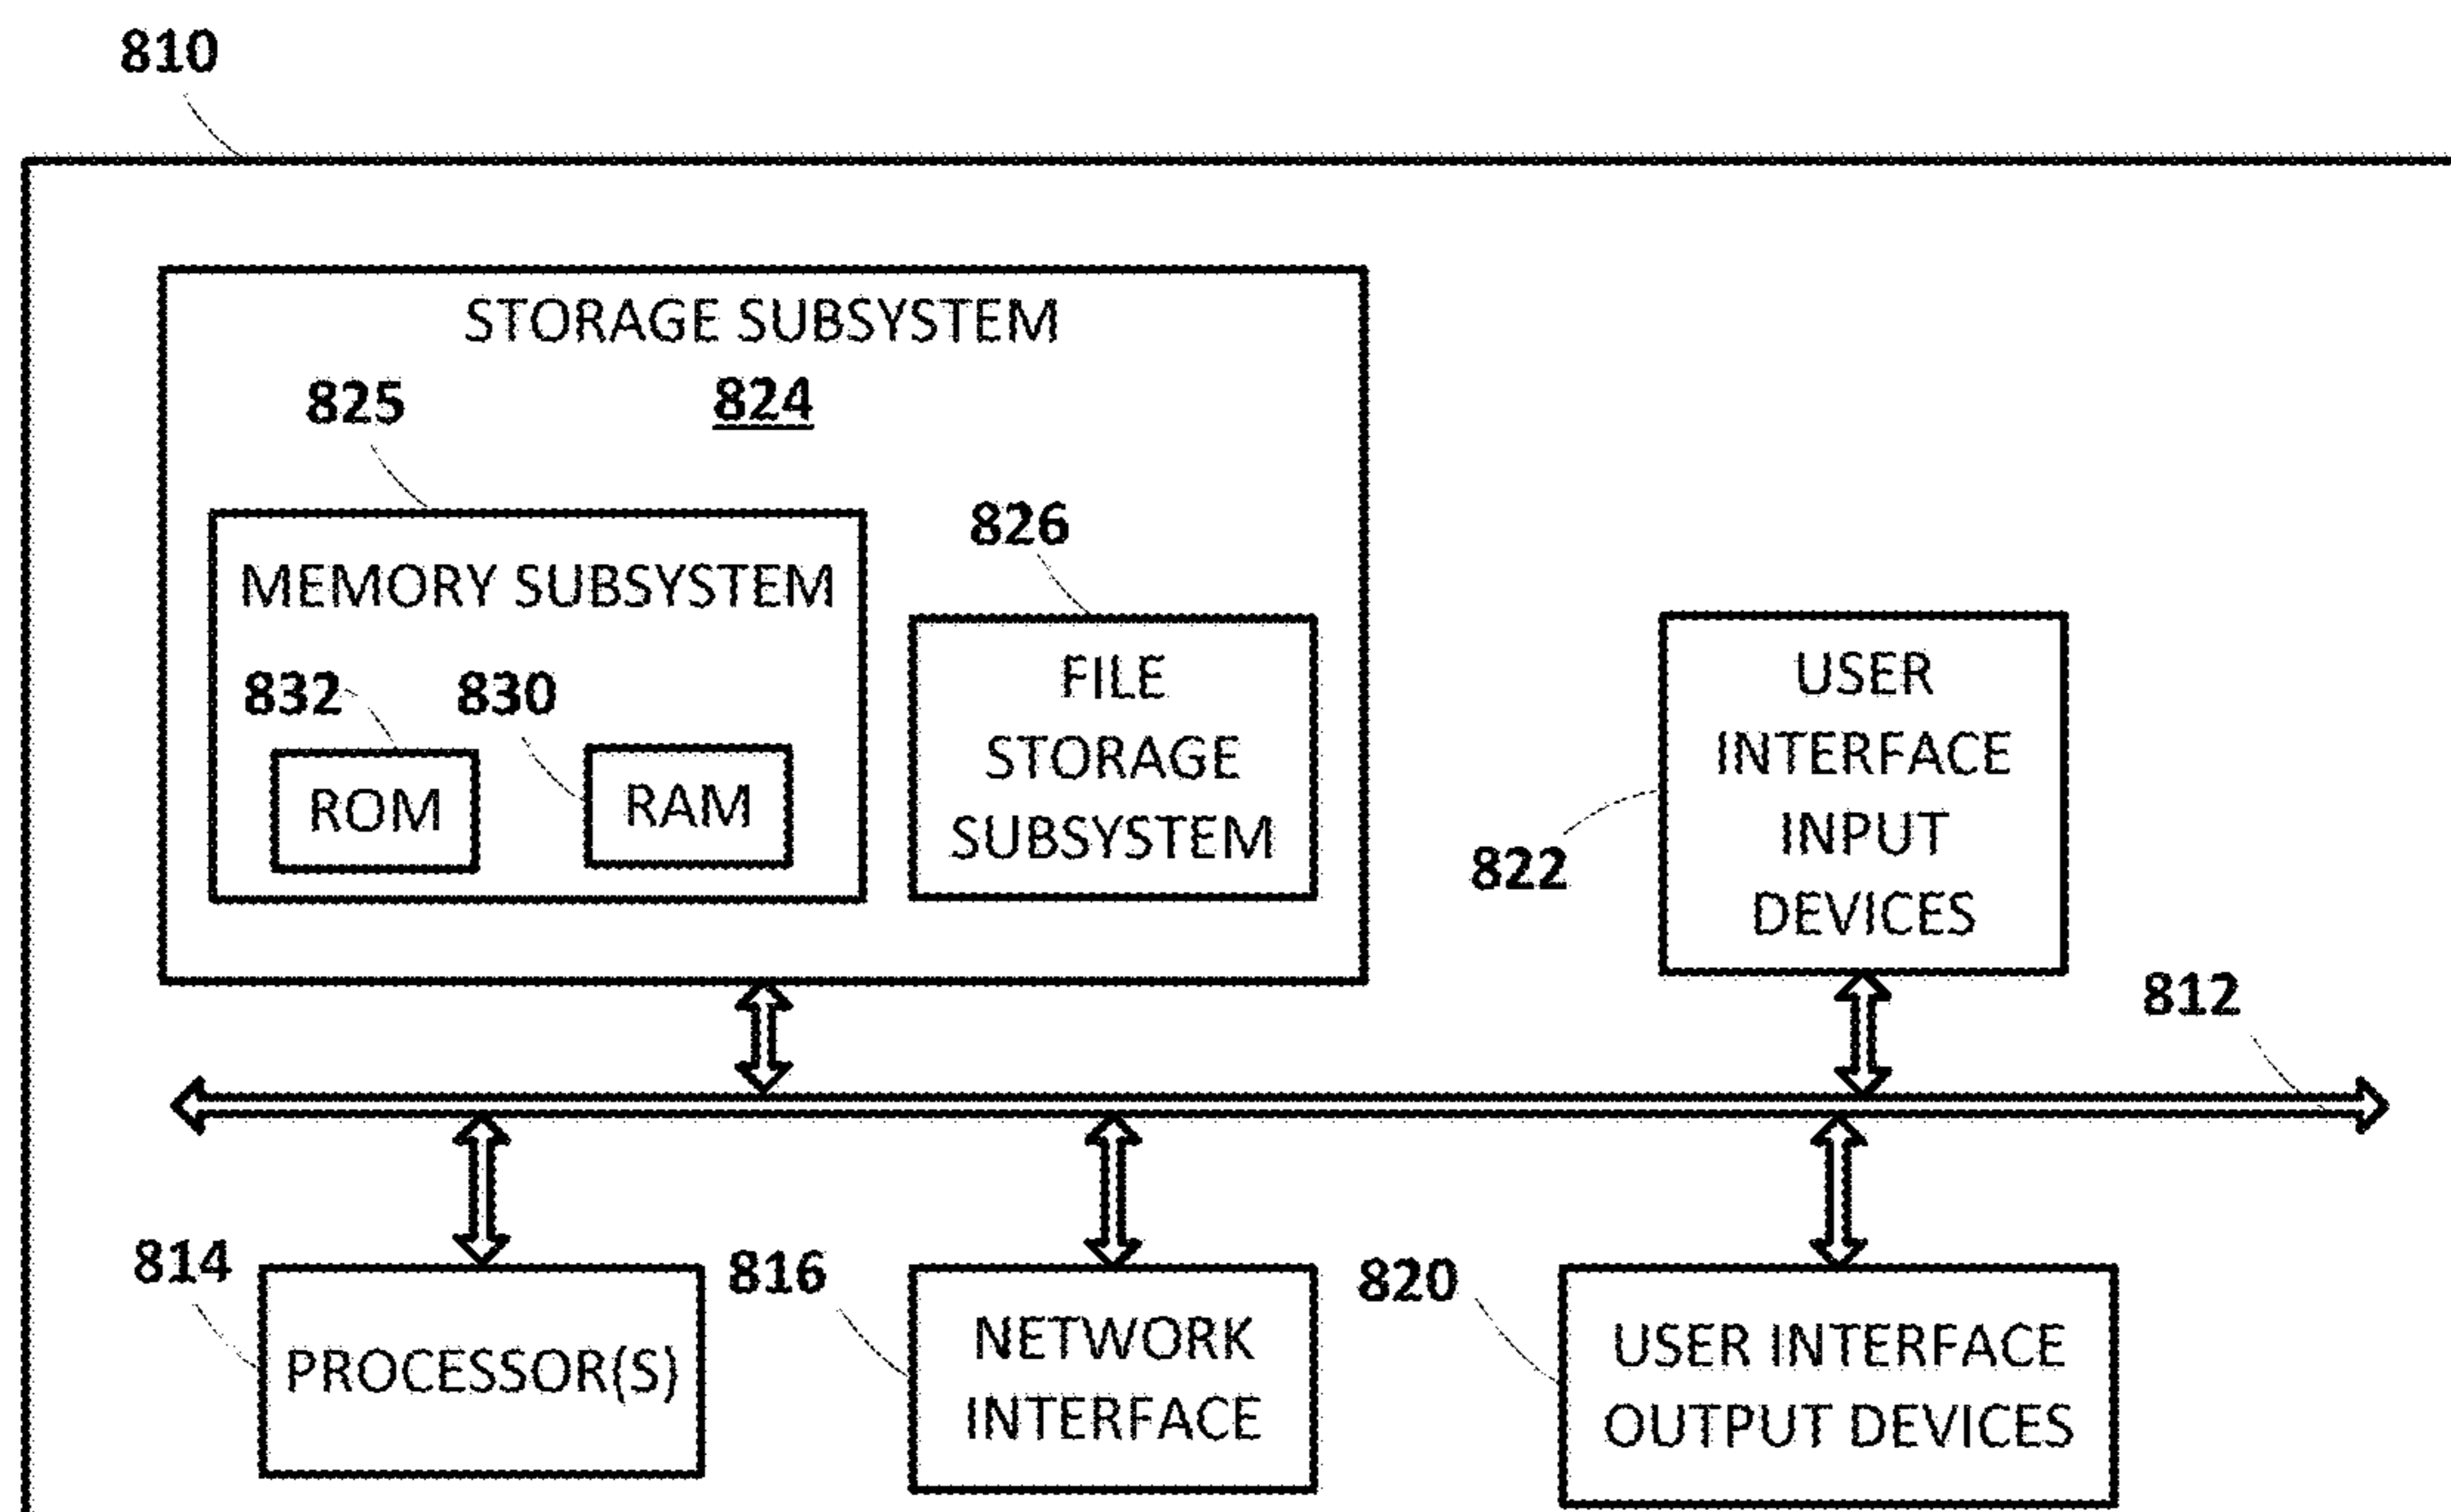 810
STORAGE SUBSYSTEM
825
824
826
MEMORY SUBSYSTEM
832
830
ROM
RAM
FILE
STORAGE
SUBSYSTEM
USER
INTERFACE
INPUT
DEVICES
822
812
814
816
820
PROCESSOR(S)
NETWORK
INTERFACE
USER INTERFACE
OUTPUT DEVICES